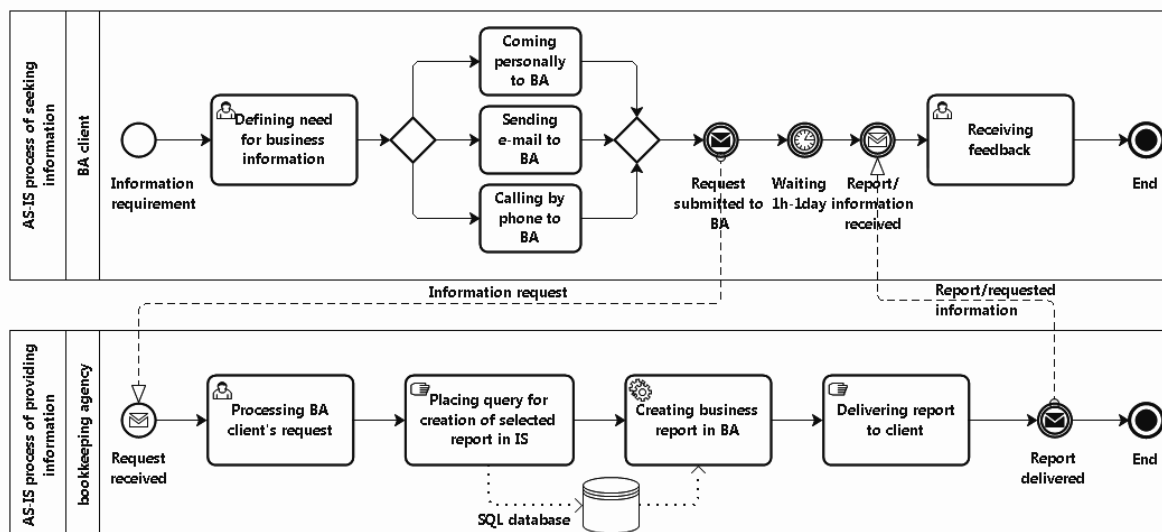 AS-IS process of seeking
information
BA client
Information
requirement
Defining need
for business
information
Coming
personally
to BA
Sending
e-mail to
BA
Calling by
phone to
BA
Request
submitted to
BA
Waiting
1h-1day
Report/
information
received
Receiving
feedback
End
Information request
Report/requested
information
AS-IS process of providing
information
bookkeeping agency
Request
received
Processing BA
client's request
Placing query for
creation of selected
report in IS
SQL database
Creating business
report in BA
Delivering report
to client
Report
delivered
End